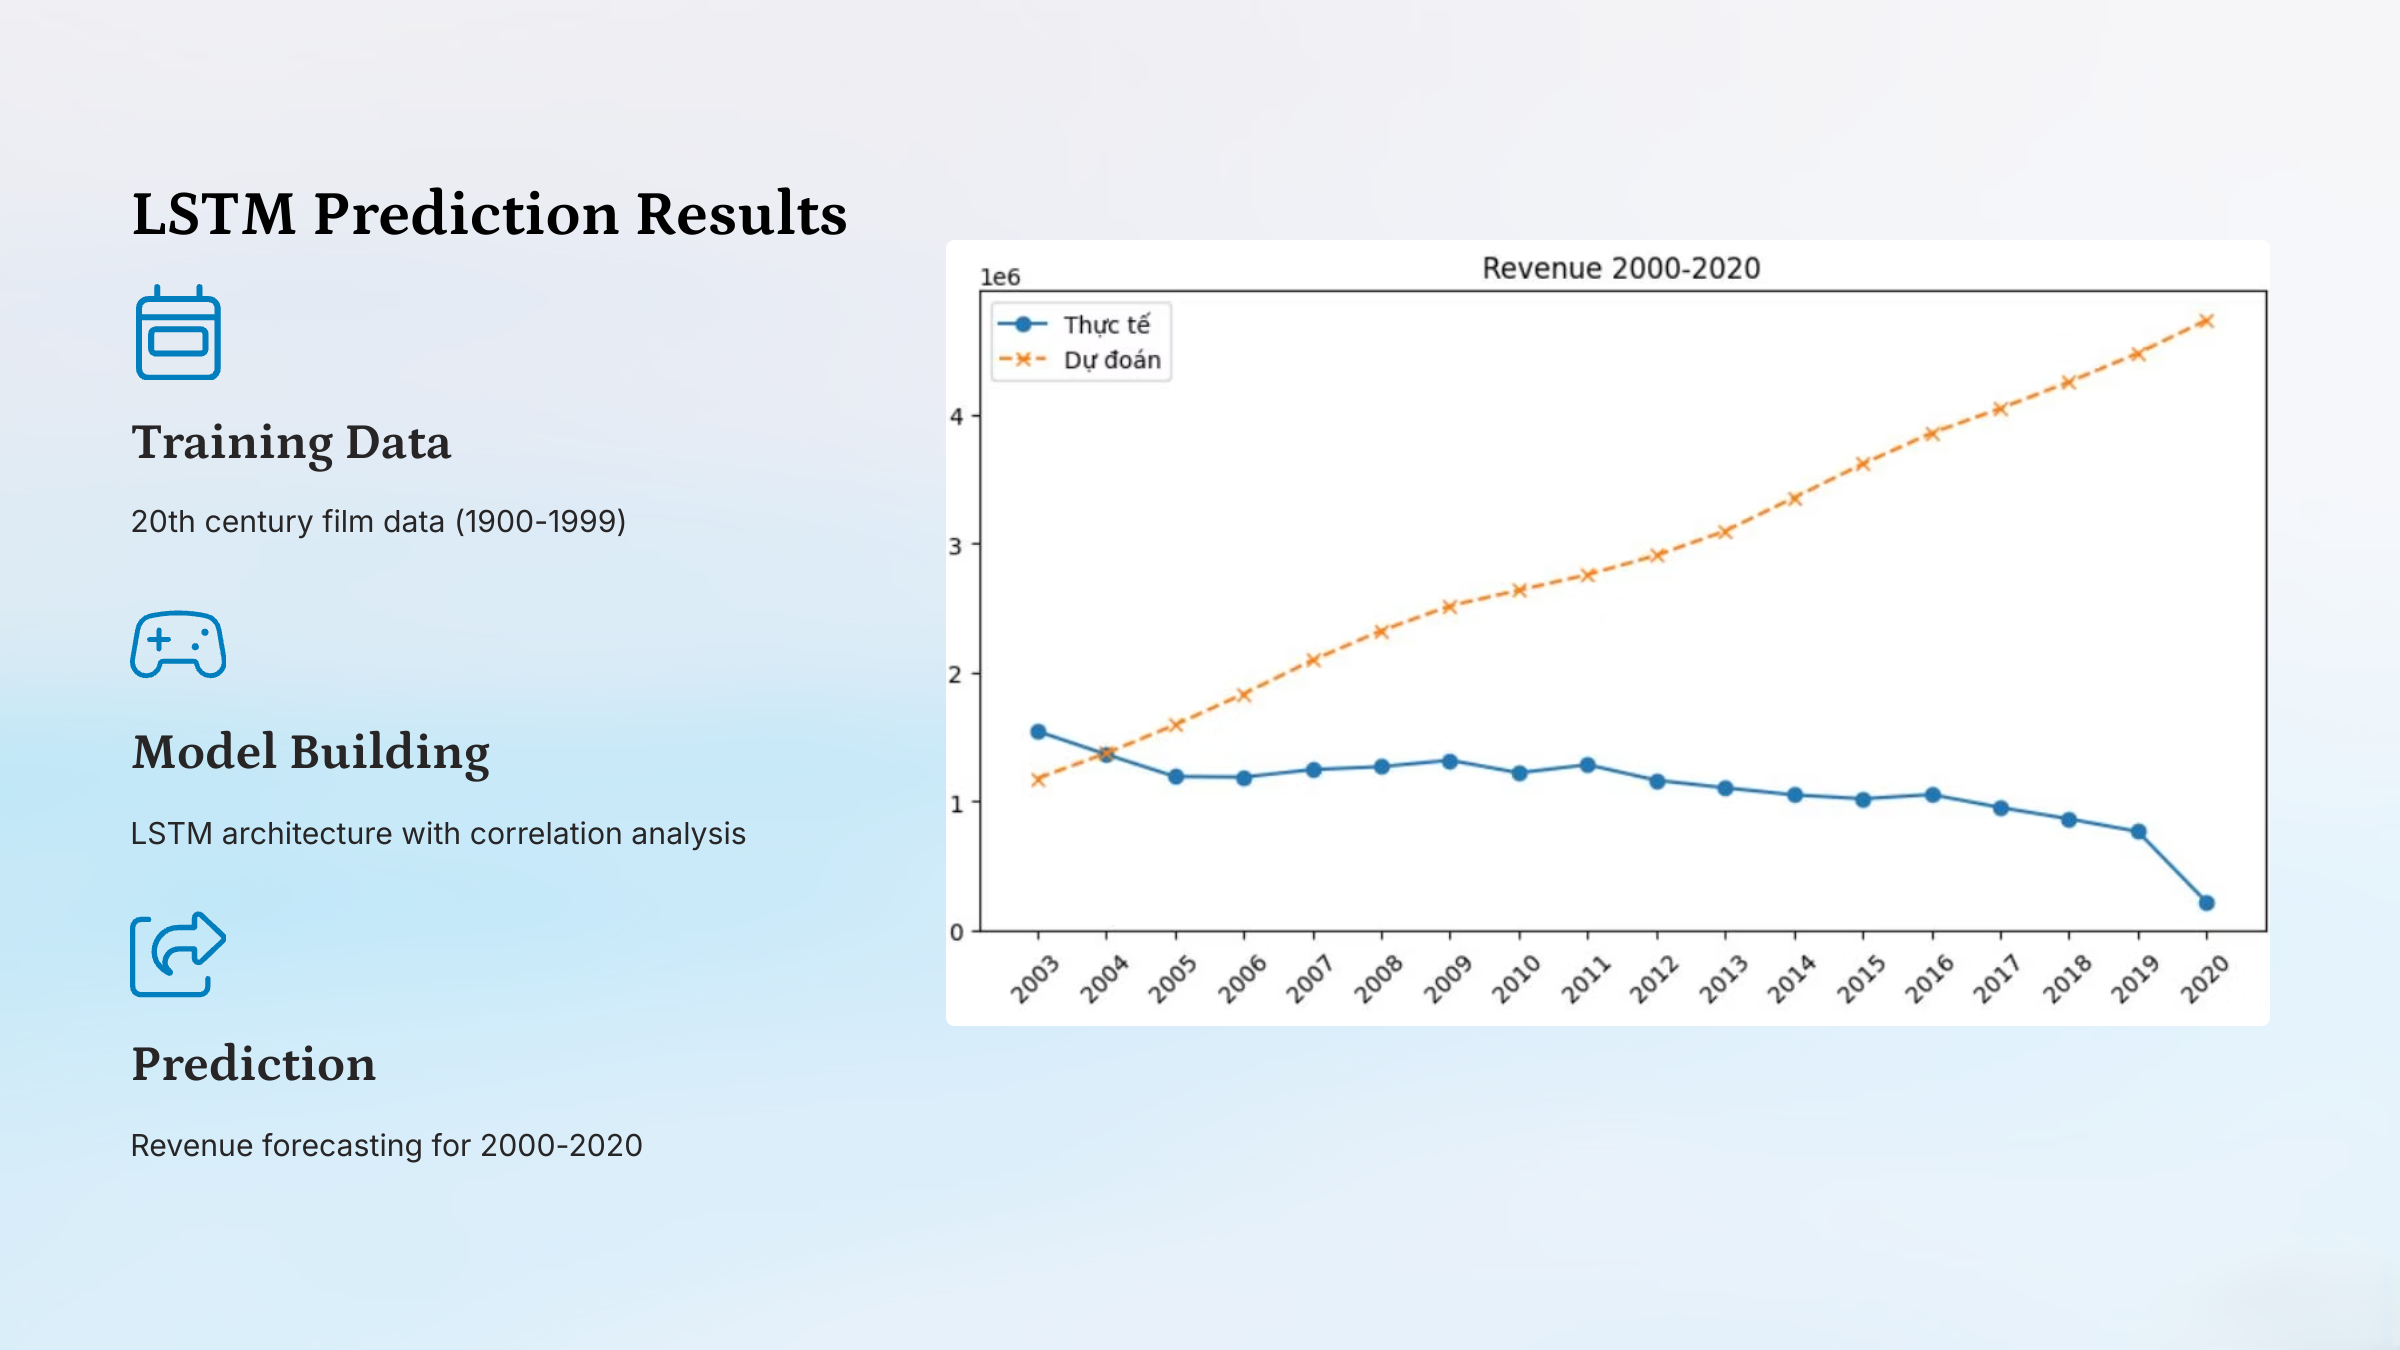 LSTM Prediction Results
Training Data
20th century film data (1900-1999)
Model Building
LSTM architecture with correlation analysis
Prediction
Revenue forecasting for 2000-2020
Revenue 2000-2020
1e6
Thực tế
Dự đoán
4
3
2
1
0
2003 2004 2005 2006 2007 2008 2009 2010 2011 2012 2013 2014 2015 2016 2017 2018 2019 2020